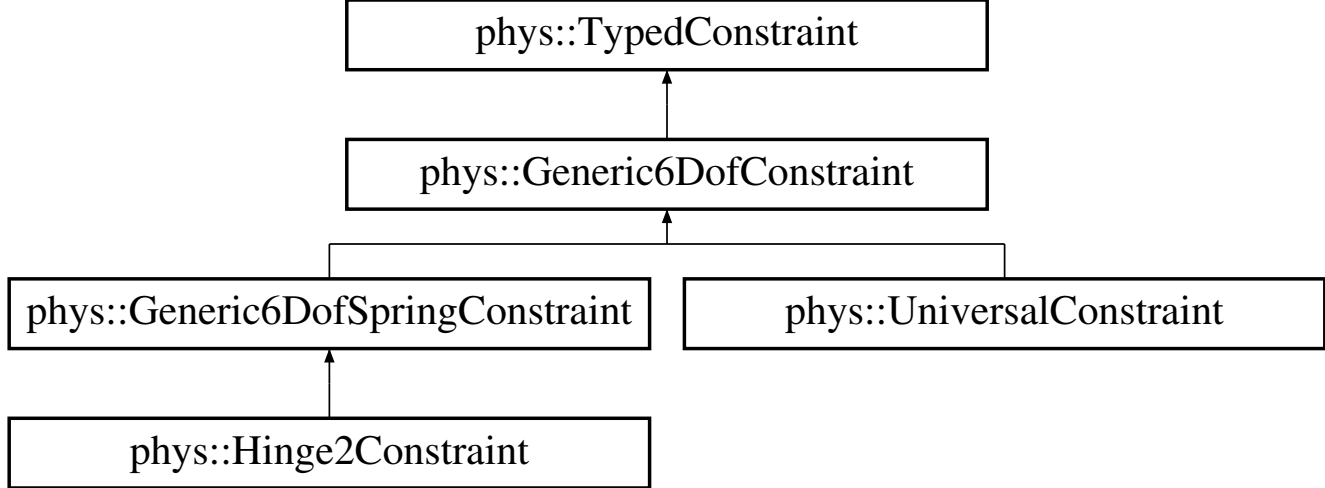 phys::TypedConstraint
phys::Generic6DofConstraint
phys::Generic6DofSpringConstraint
phys::UniversalConstraint
phys::Hinge2Constraint